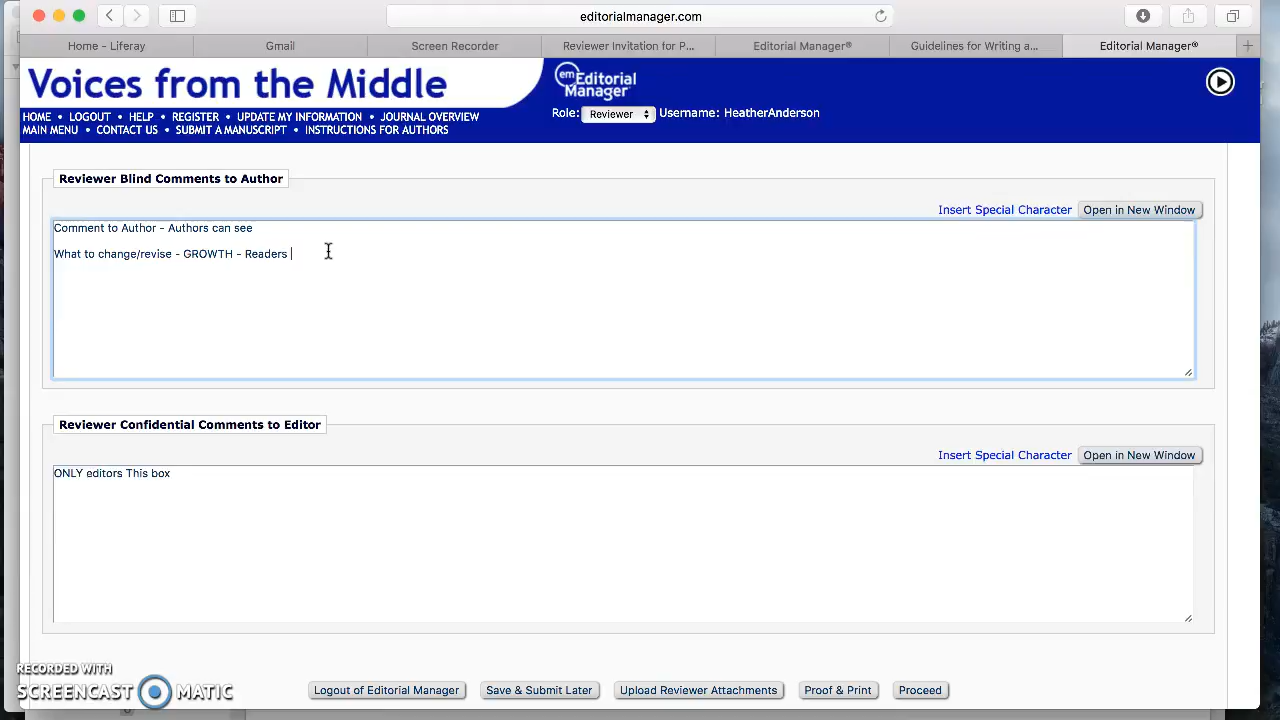 editorialmanager.com
Home - Liferay
Gmail
Screen Recorder
Reviewer Invitation for P...
Editorial Manager®
Guidelines for Writing a...
Editorial Manager®
Voices from the Middle
em Editorial Manager
Role: Reviewer Username: HeatherAnderson
HOME • LOGOUT • HELP • REGISTER • UPDATE MY INFORMATION • JOURNAL OVERVIEW
MAIN MENU • CONTACT US • SUBMIT A MANUSCRIPT • INSTRUCTIONS FOR AUTHORS
Reviewer Blind Comments to Author
Insert Special Character Open in New Window
Comment to Author - Authors can see
What to change/revise - GROWTH - Readers
Reviewer Confidential Comments to Editor
Insert Special Character Open in New Window
ONLY editors This box
Logout of Editorial Manager Save & Submit Later Upload Reviewer Attachments Proof & Print Proceed
RECORDED WITH
SCREENCAST MATIC